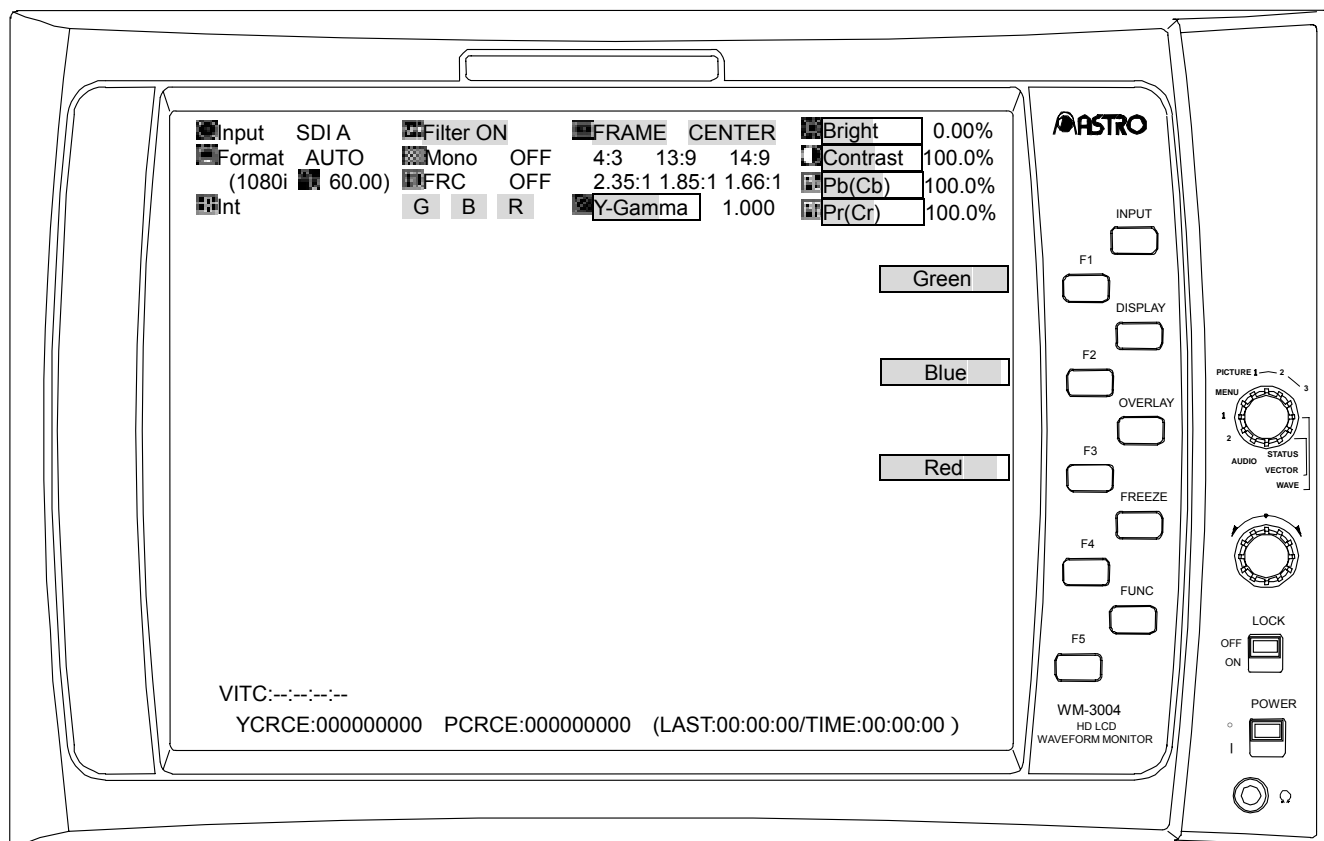 ASTRO
Input SDI A Filter ON FRAME CENTER Bright 0.00%
Format AUTO Mono OFF 4:3 13:9 14:9 Contrast 100.0%
(1080i 60.00) FRC OFF 2.35:1 1.85:1 1.66:1 Pb(Cb) 100.0%
Int G B R Y-Gamma 1.000 Pr(Cr) 100.0%
Green
Blue
Red
VITC:--:--:--:--
YCRCE:000000000 PCRCE:000000000 (LAST:00:00:00/TIME:00:00:00 )
INPUT
F1
DISPLAY
F2
OVERLAY
F3
FREEZE
F4
FUNC
F5
WM-3004
HD LCD
WAVEFORM MONITOR
PICTURE 1 2 3
MENU
1
2
AUDIO
STATUS
VECTOR
WAVE
LOCK
OFF
ON
POWER